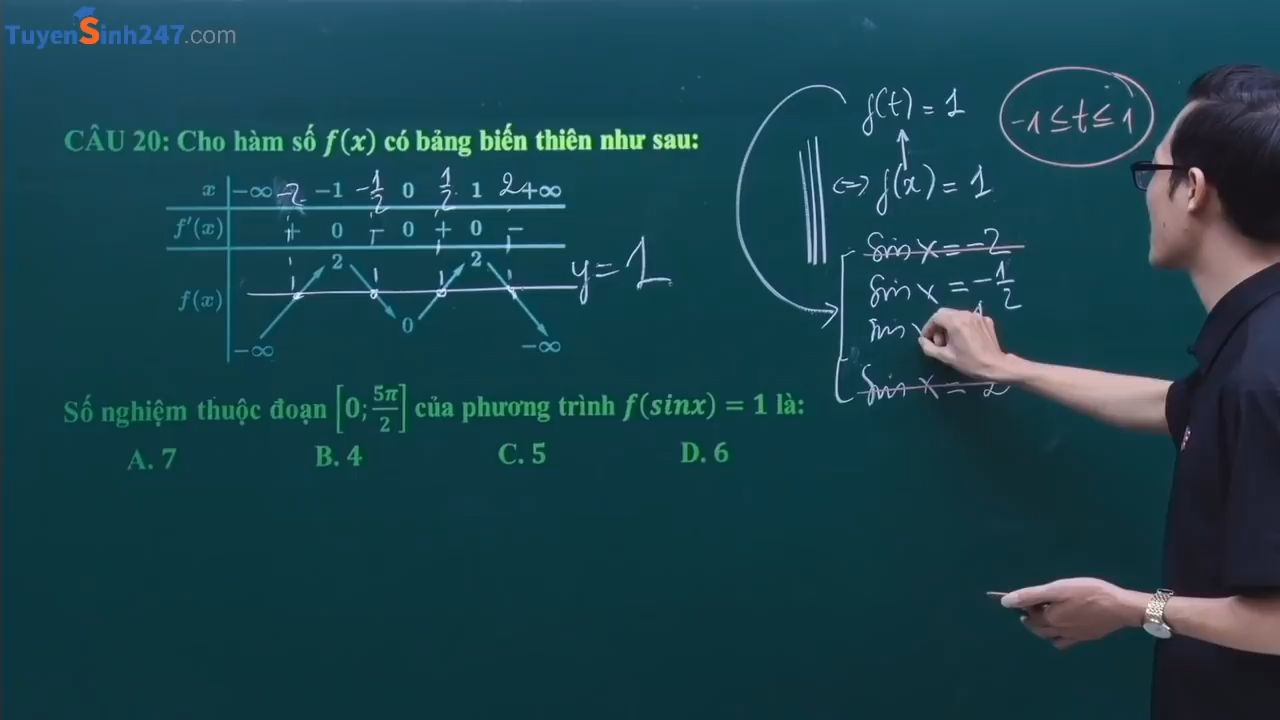 TuyenSinh247.com
CÂU 20: Cho hàm số f(x) có bảng biến thiên như sau:
x −∞ -2 −1 -1/2 0 1/2 1 2 +∞
f'(x) + 0 − 0 + 0 −
2 2
f(x) y = 1
0
−∞ −∞
Số nghiệm thuộc đoạn [0; 5π/2] của phương trình f(sinx) = 1 là:
A. 7 B. 4 C. 5 D. 6
f(t) = 1
-1 ≤ t ≤ 1
⇔ f(x) = 1
sin x = -2
sin x = -1/2
sin x
sin x = 2